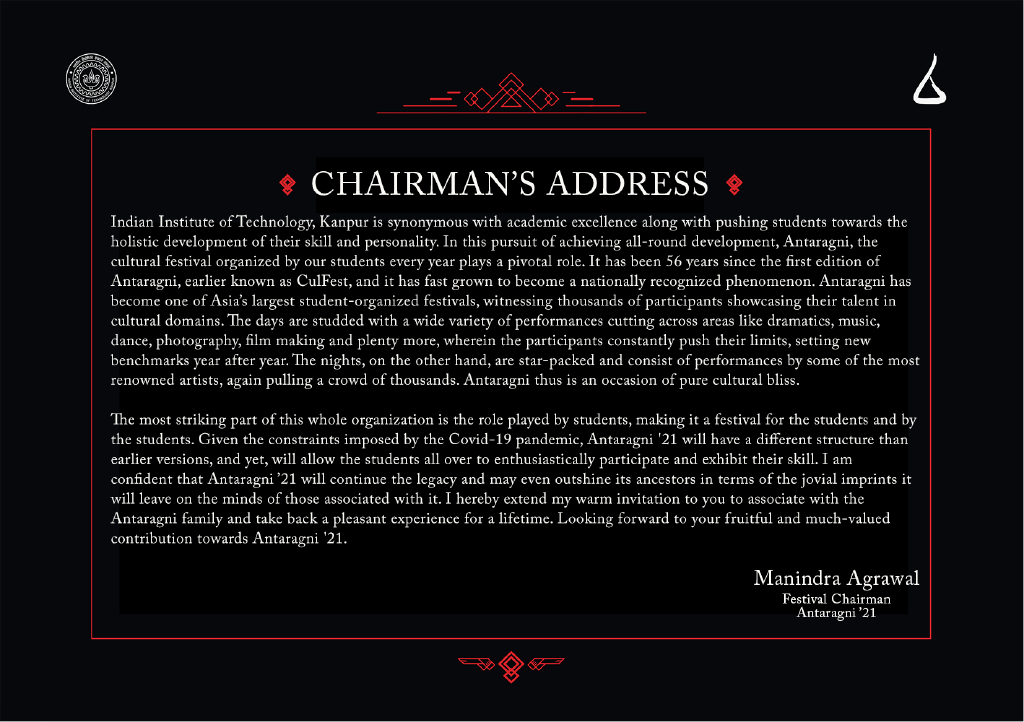 CHAIRMAN'S ADDRESS
Indian Institute of Technology, Kanpur is synonymous with academic excellence along with pushing students towards the
holistic development of their skill and personality. In this pursuit of achieving all-round development, Antaragni, the
cultural festival organized by our students every year plays a pivotal role. It has been 56 years since the first edition of
Antaragni, earlier known as CulFest, and it has fast grown to become a nationally recognized phenomenon. Antaragni has
become one of Asia's largest student-organized festivals, witnessing thousands of participants showcasing their talent in
cultural domains. The days are studded with a wide variety of performances cutting across areas like dramatics, music,
dance, photography, film making and plenty more, wherein the participants constantly push their limits, setting new
benchmarks year after year. The nights, on the other hand, are star-packed and consist of performances by some of the most
renowned artists, again pulling a crowd of thousands. Antaragni thus is an occasion of pure cultural bliss.
The most striking part of this whole organization is the role played by students, making it a festival for the students and by
the students. Given the constraints imposed by the Covid-19 pandemic, Antaragni '21 will have a different structure than
earlier versions, and yet, will allow the students all over to enthusiastically participate and exhibit their skill. I am
confident that Antaragni '21 will continue the legacy and may even outshine its ancestors in terms of the jovial imprints it
will leave on the minds of those associated with it. I hereby extend my warm invitation to you to associate with the
Antaragni family and take back a pleasant experience for a lifetime. Looking forward to your fruitful and much-valued
contribution towards Antaragni '21.
Manindra Agrawal
Festival Chairman
Antaragni '21